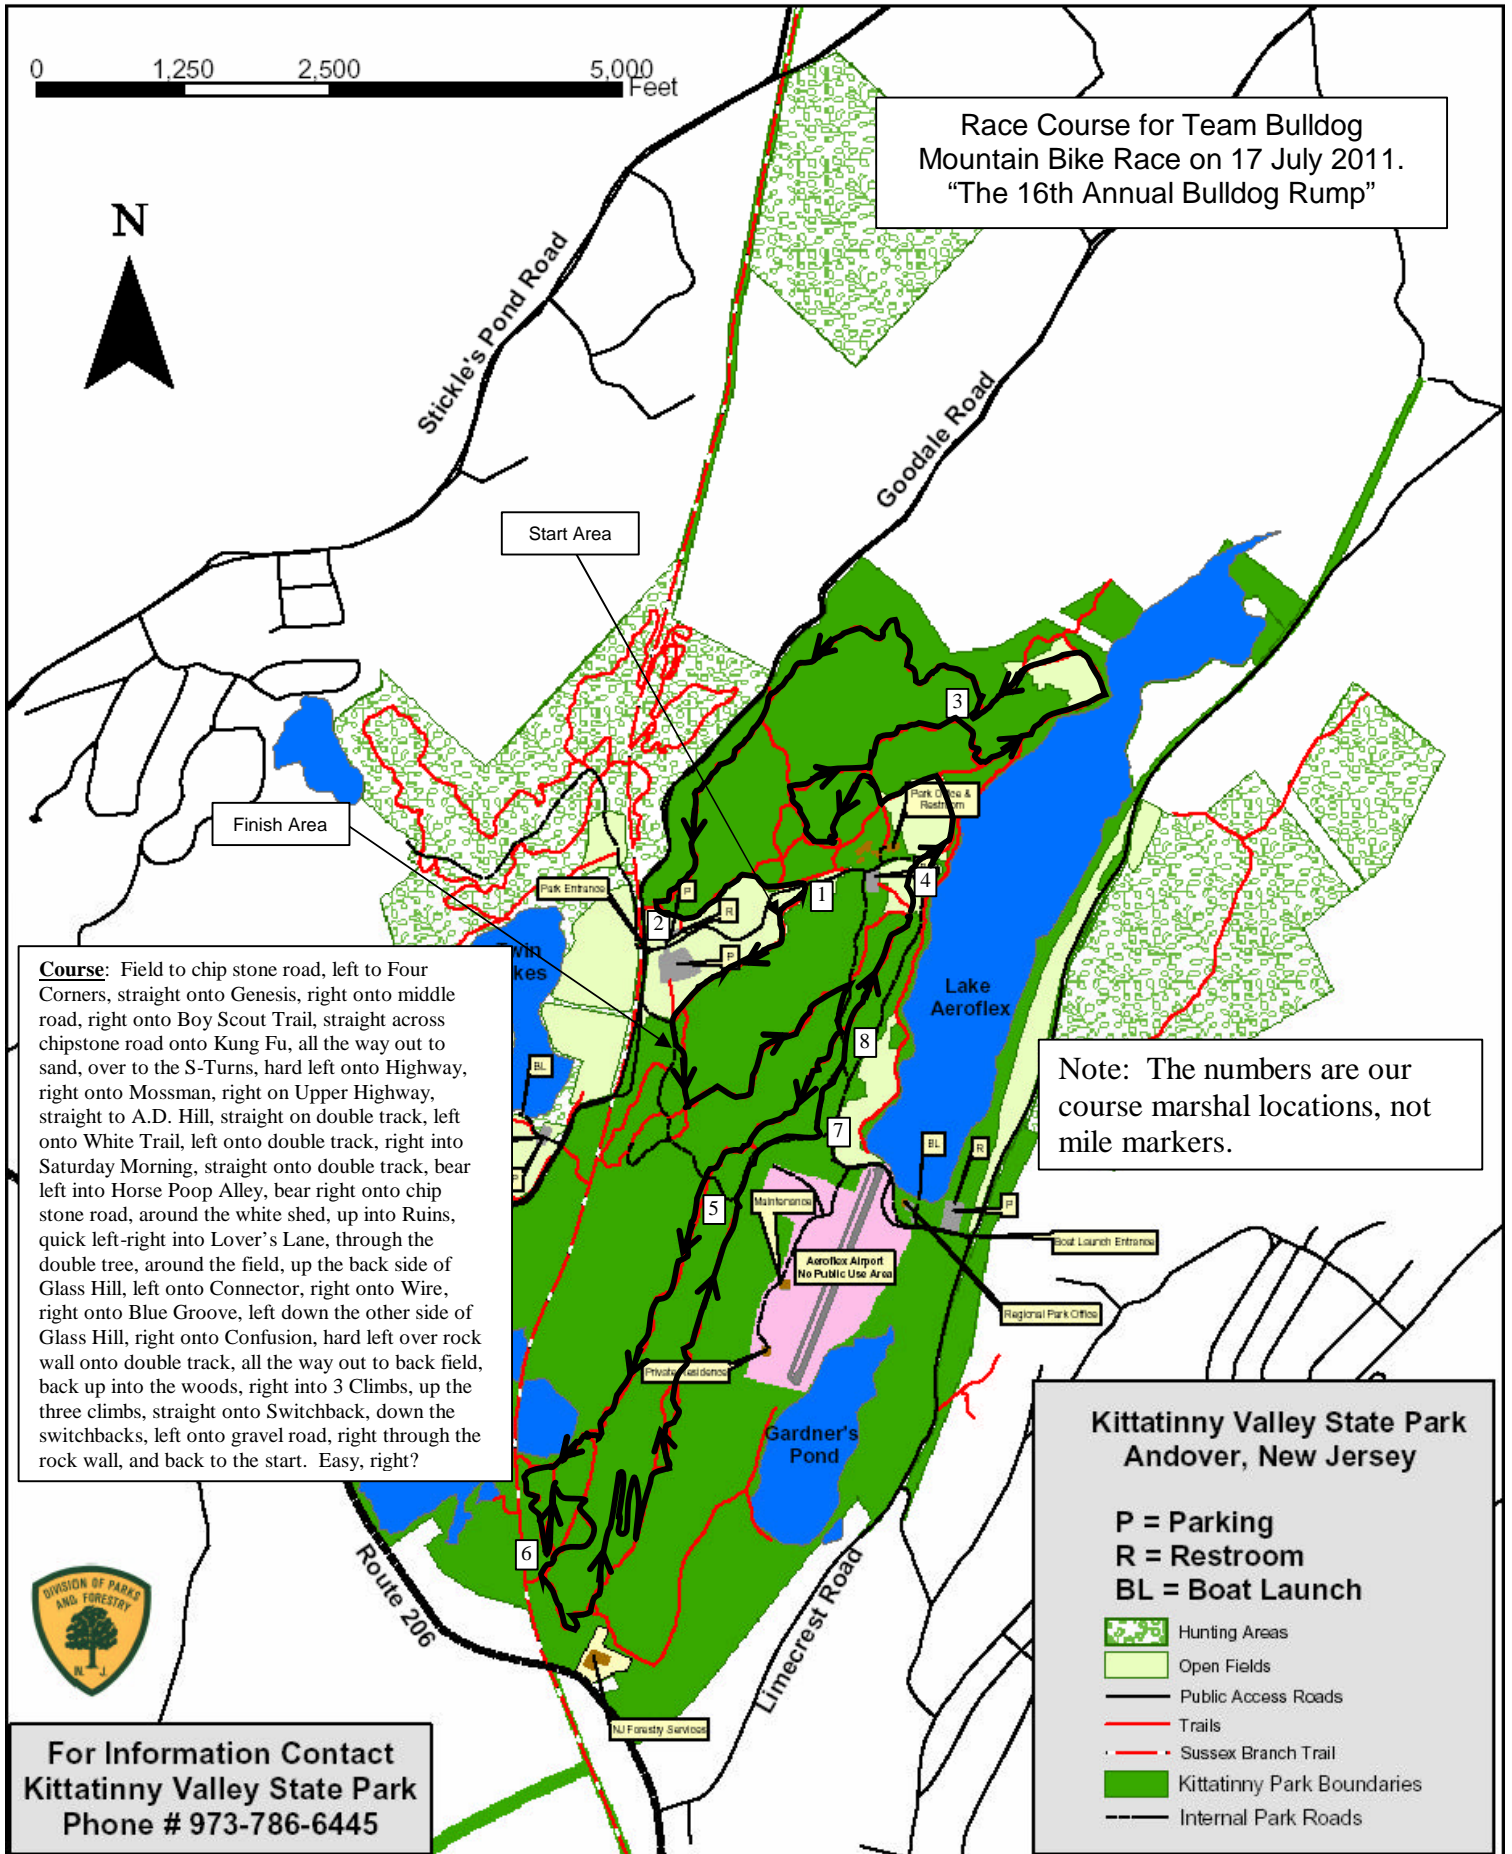 0 1,250 2,500 5,000
Feet
Race Course for Team Bulldog
Mountain Bike Race on 17 July 2011.
“The 16th Annual Bulldog Rump”
N
Stickle's Pond Road
Goodale Road
Start Area
3
Park Office &
Restroom
Finish Area
Park Entrance
P
1
4
R
2
P
Twin
Lakes
Lake
Aeroflex
Course: Field to chip stone road, left to Four
Corners, straight onto Genesis, right onto middle
road, right onto Boy Scout Trail, straight across
chipstone road onto Kung Fu, all the way out to
sand, over to the S-Turns, hard left onto Highway,
right onto Mossman, right on Upper Highway,
straight to A.D. Hill, straight on double track, left
onto White Trail, left onto double track, right into
Saturday Morning, straight onto double track, bear
left into Horse Poop Alley, bear right onto chip
stone road, around the white shed, up into Ruins,
quick left-right into Lover’s Lane, through the
double tree, around the field, up the back side of
Glass Hill, left onto Connector, right onto Wire,
right onto Blue Groove, left down the other side of
Glass Hill, right onto Confusion, hard left over rock
wall onto double track, all the way out to back field,
back up into the woods, right into 3 Climbs, up the
three climbs, straight onto Switchback, down the
switchbacks, left onto gravel road, right through the
rock wall, and back to the start. Easy, right?
8
BL
Note: The numbers are our
course marshal locations, not
mile markers.
7
BL
R
P
5
Maintenance
P
Boat Launch Entrance
Aeroflex Airport
No Public Use Area
Regional Park Office
Private Residence
Gardner's
Pond
6
Route 206
Limecrest Road
NJ Forestry Services
DIVISION OF PARKS
AND FORESTRY
N. J.
For Information Contact
Kittatinny Valley State Park
Phone # 973-786-6445
Kittatinny Valley State Park
Andover, New Jersey
P = Parking
R = Restroom
BL = Boat Launch
Hunting Areas
Open Fields
Public Access Roads
Trails
Sussex Branch Trail
Kittatinny Park Boundaries
Internal Park Roads